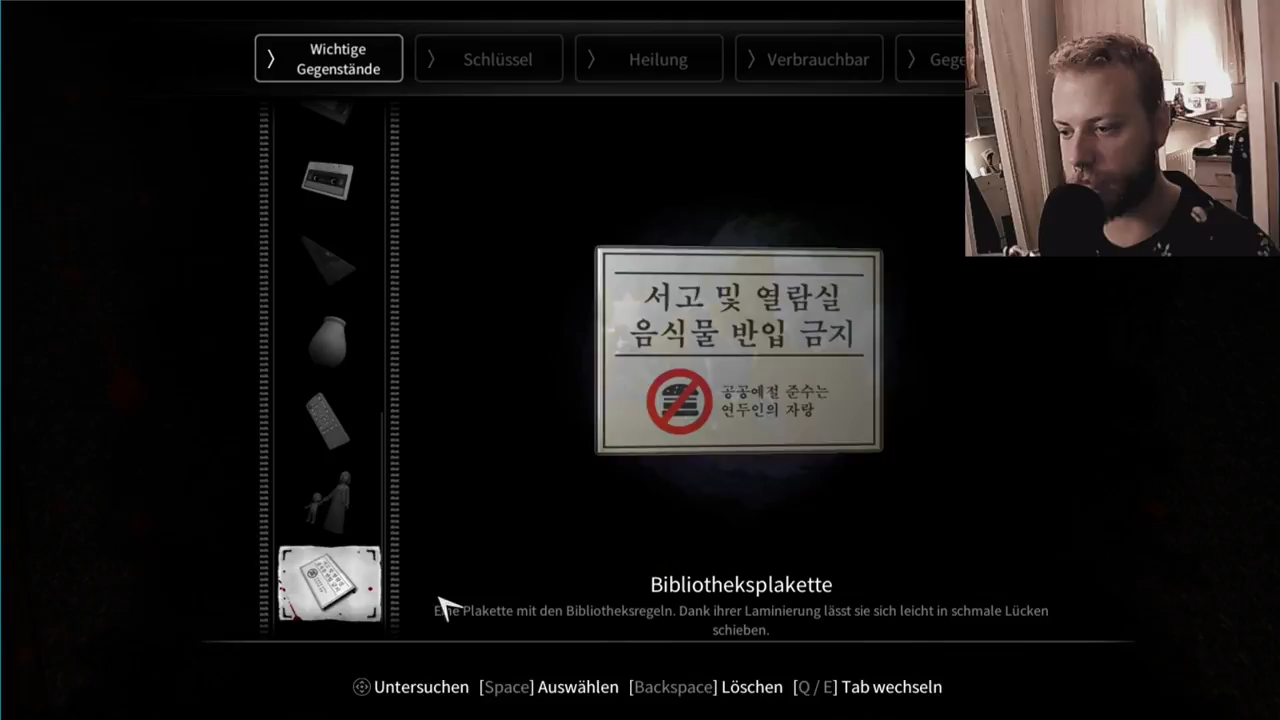 Wichtige
Gegenstände
Schlüssel
Heilung
Verbrauchbar
서고 및 열람실
음식물 반입 금지
공공예절 준수는
연두인의 자랑
Bibliotheksplakette
Eine Plakette mit den Bibliotheksregeln. Dank ihrer Laminierung lässt sie sich leicht in schmale Lücken
schieben.
Untersuchen [Space] Auswählen [Backspace] Löschen [Q / E] Tab wechseln